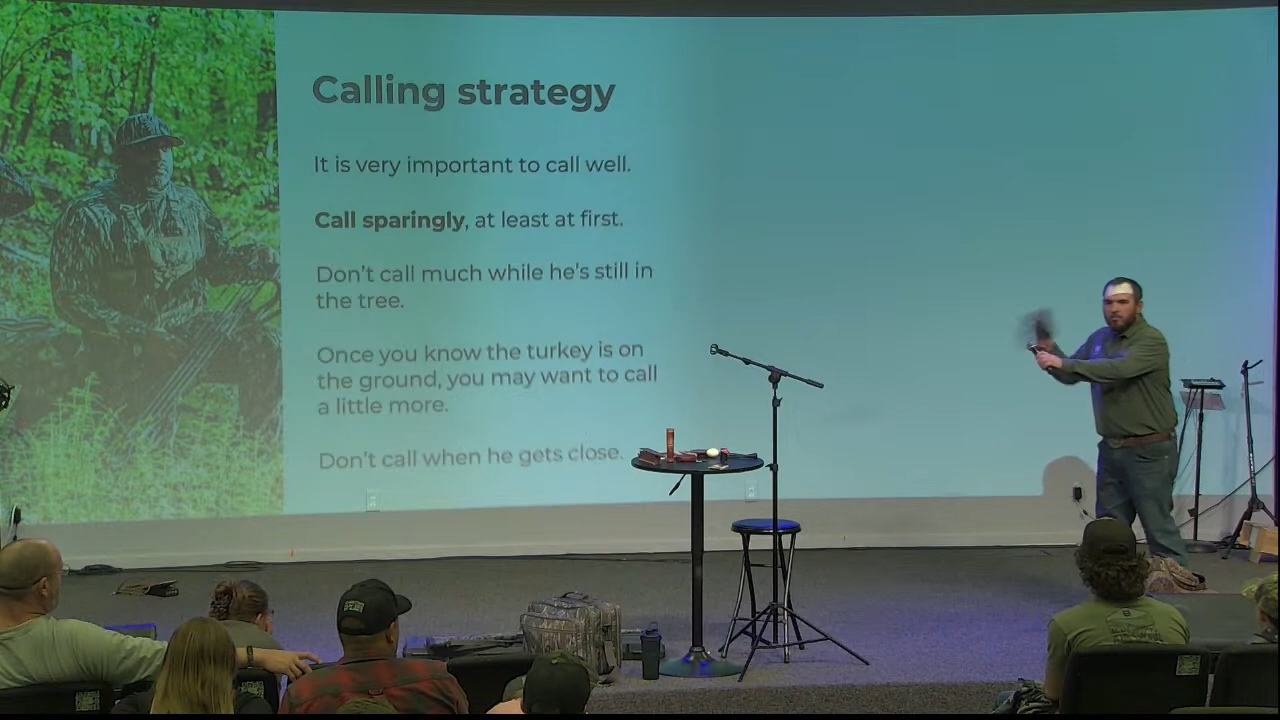 Calling strategy
It is very important to call well.
Call sparingly, at least at first.
Don't call much while he's still in
the tree.
Once you know the turkey is on
the ground, you may want to call
a little more.
Don't call when he gets close.